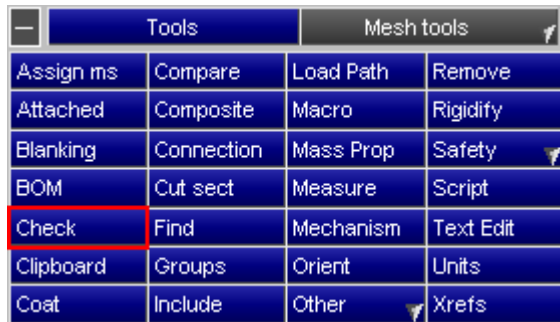 Tools Mesh tools
Assign ms Compare Load Path Remove
Attached Composite Macro Rigidify
Blanking Connection Mass Prop Safety
BOM Cut sect Measure Script
Check Find Mechanism Text Edit
Clipboard Groups Orient Units
Coat Include Other Xrefs